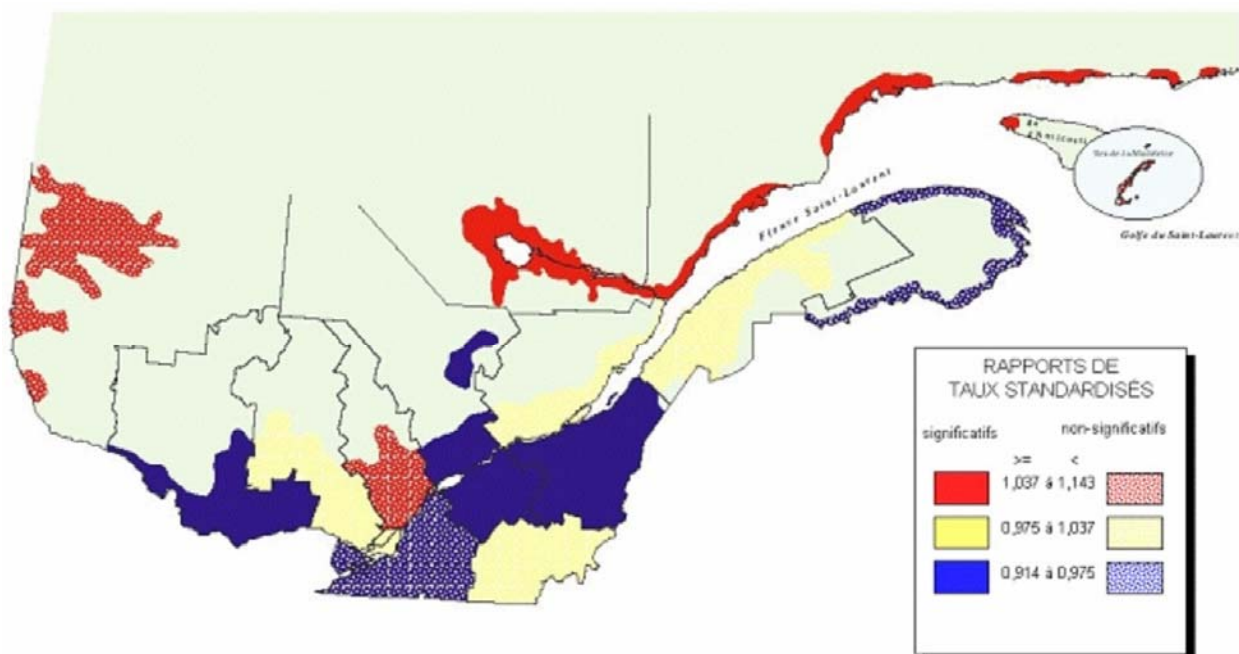 Fleuve Saint-Laurent
Golfe du Saint-Laurent
RAPPORTS DE
TAUX STANDARDISÉS
significatifs non-significatifs
>= <
1,037 à 1,143
0,975 à 1,037
0,914 à 0,975